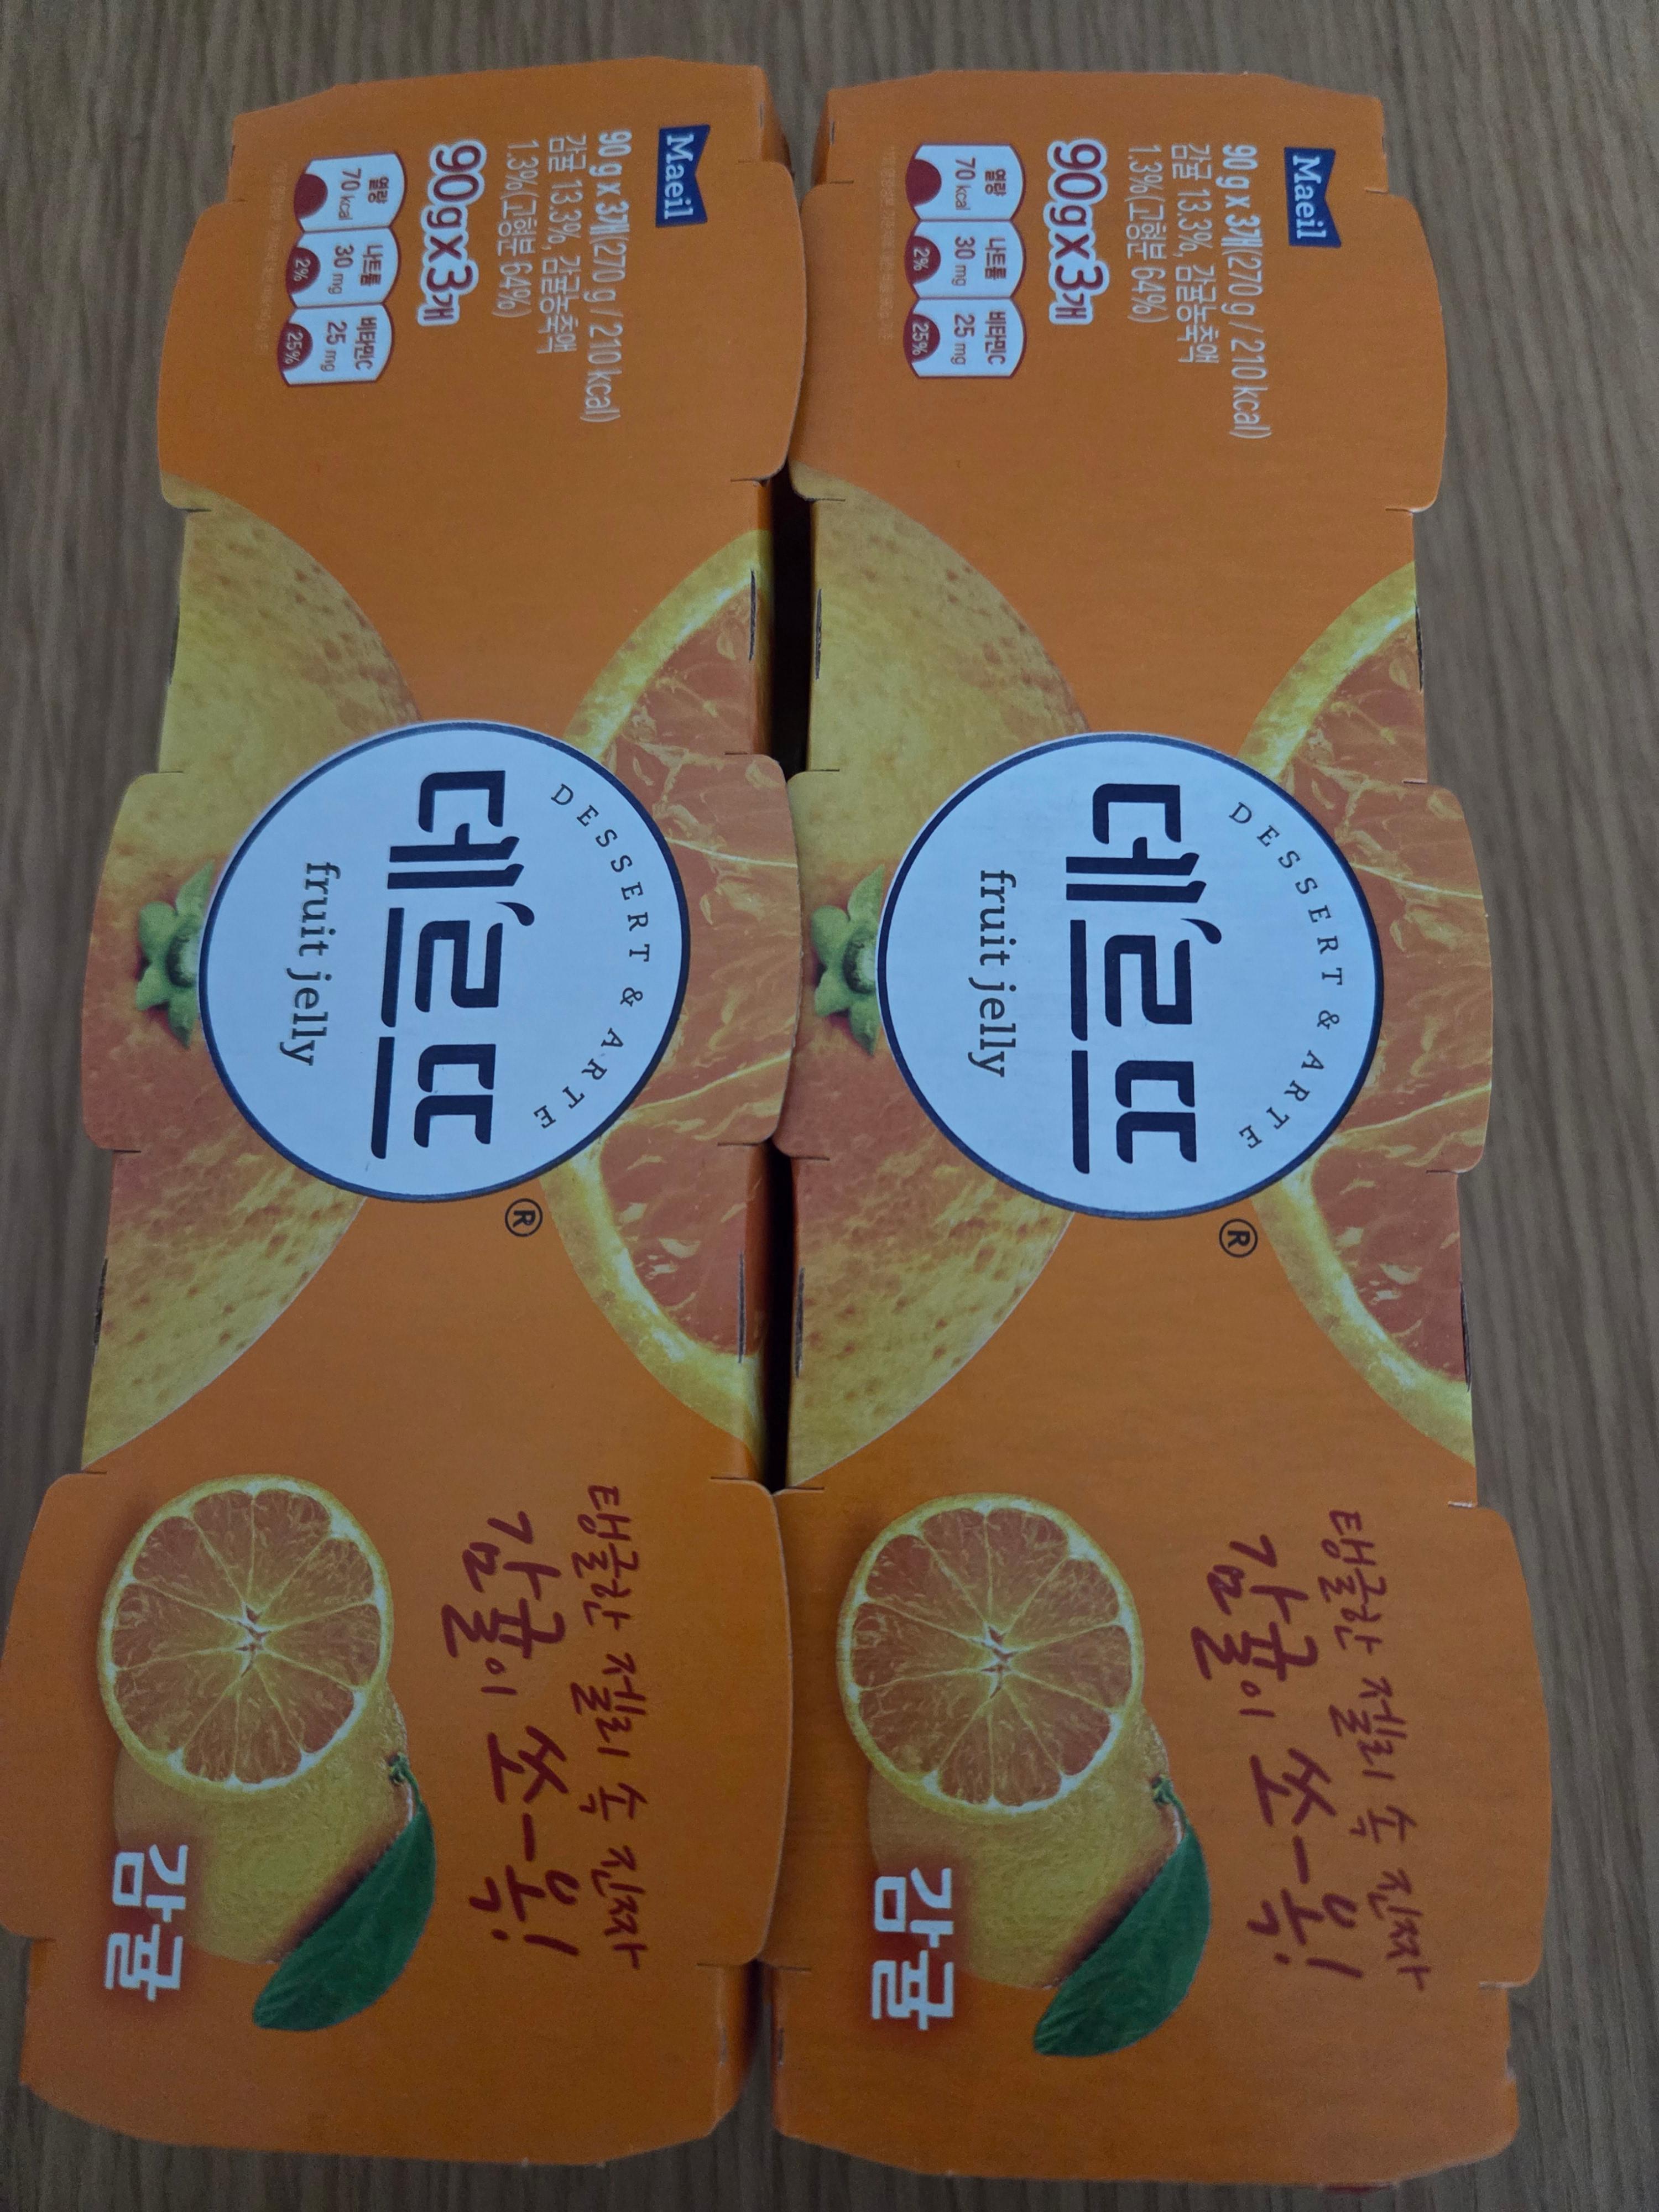 Maeil
90 g x 3개(270 g / 210 kcal)
감귤 13.3%, 감귤농축액
1.3%(고형분 64%)
90g x 3개
열량 나트륨 비타민C
70 kcal 30 mg 25 mg
2% 25%
DESSERT & ARTE
데르뜨
fruit jelly
®
탱글한 젤리 속 진짜
감귤이 쏘–옥!
감귤
Maeil
90 g x 3개(270 g / 210 kcal)
감귤 13.3%, 감귤농축액
1.3%(고형분 64%)
90g x 3개
열량 나트륨 비타민C
70 kcal 30 mg 25 mg
2% 25%
DESSERT & ARTE
데르뜨
fruit jelly
®
탱글한 젤리 속 진짜
감귤이 쏘–옥!
감귤